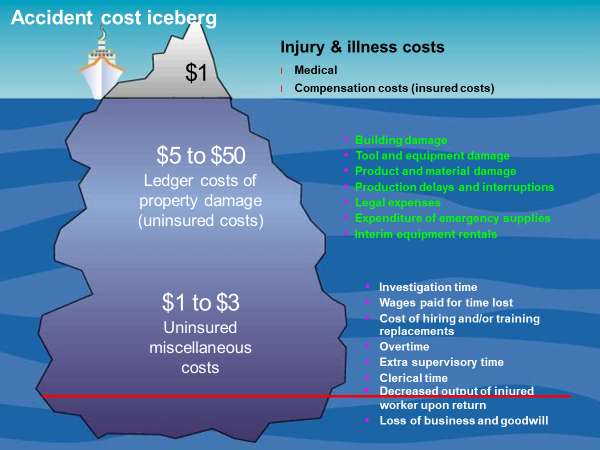 Accident cost iceberg
Injury & illness costs
$1
Medical
Compensation costs (insured costs)
$5 to $50
Ledger costs of
property damage
(uninsured costs)
Building damage
Tool and equipment damage
Product and material damage
Production delays and interruptions
Legal expenses
Expenditure of emergency supplies
Interim equipment rentals
$1 to $3
Uninsured
miscellaneous
costs
Investigation time
Wages paid for time lost
Cost of hiring and/or training
replacements
Overtime
Extra supervisory time
Clerical time
Decreased output of injured
worker upon return
Loss of business and goodwill